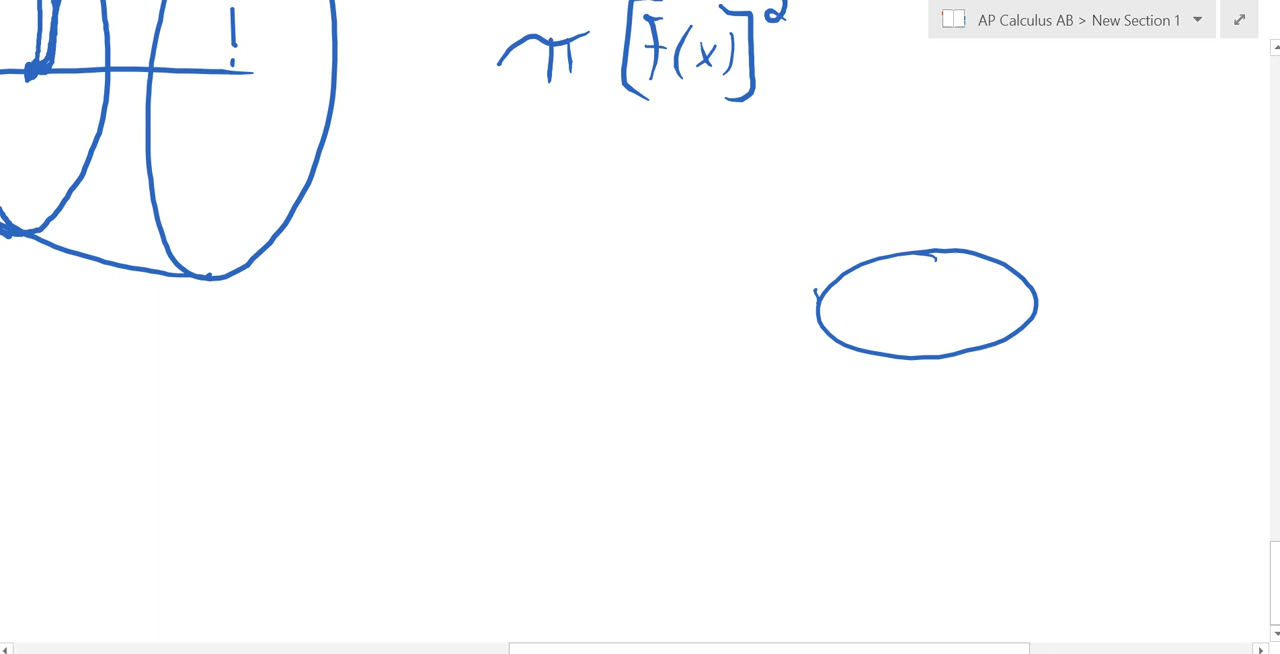 AP Calculus AB > New Section 1
π [f(x)]²